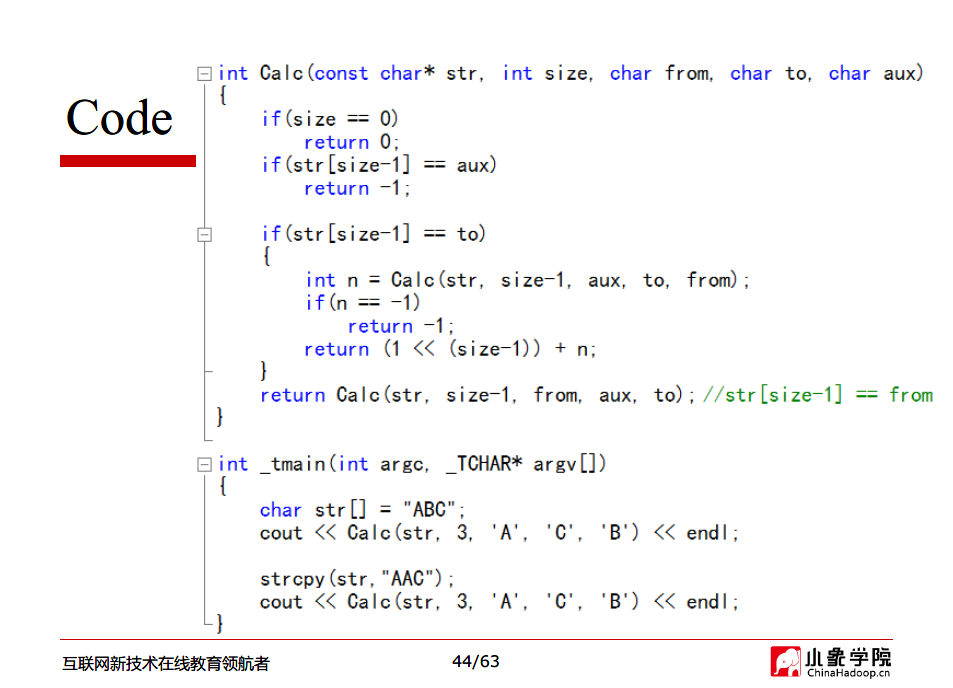 Code
int Calc(const char* str, int size, char from, char to, char aux)
{
if(size == 0)
return 0;
if(str[size-1] == aux)
return -1;
if(str[size-1] == to)
{
int n = Calc(str, size-1, aux, to, from);
if(n == -1)
return -1;
return (1 << (size-1)) + n;
}
return Calc(str, size-1, from, aux, to); //str[size-1] == from
}
int _tmain(int argc, _TCHAR* argv[])
{
char str[] = "ABC";
cout << Calc(str, 3, 'A', 'C', 'B') << endl;
strcpy(str,"AAC");
cout << Calc(str, 3, 'A', 'C', 'B') << endl;
}
互联网新技术在线教育领航者
44/63
小象学院
ChinaHadoop.cn